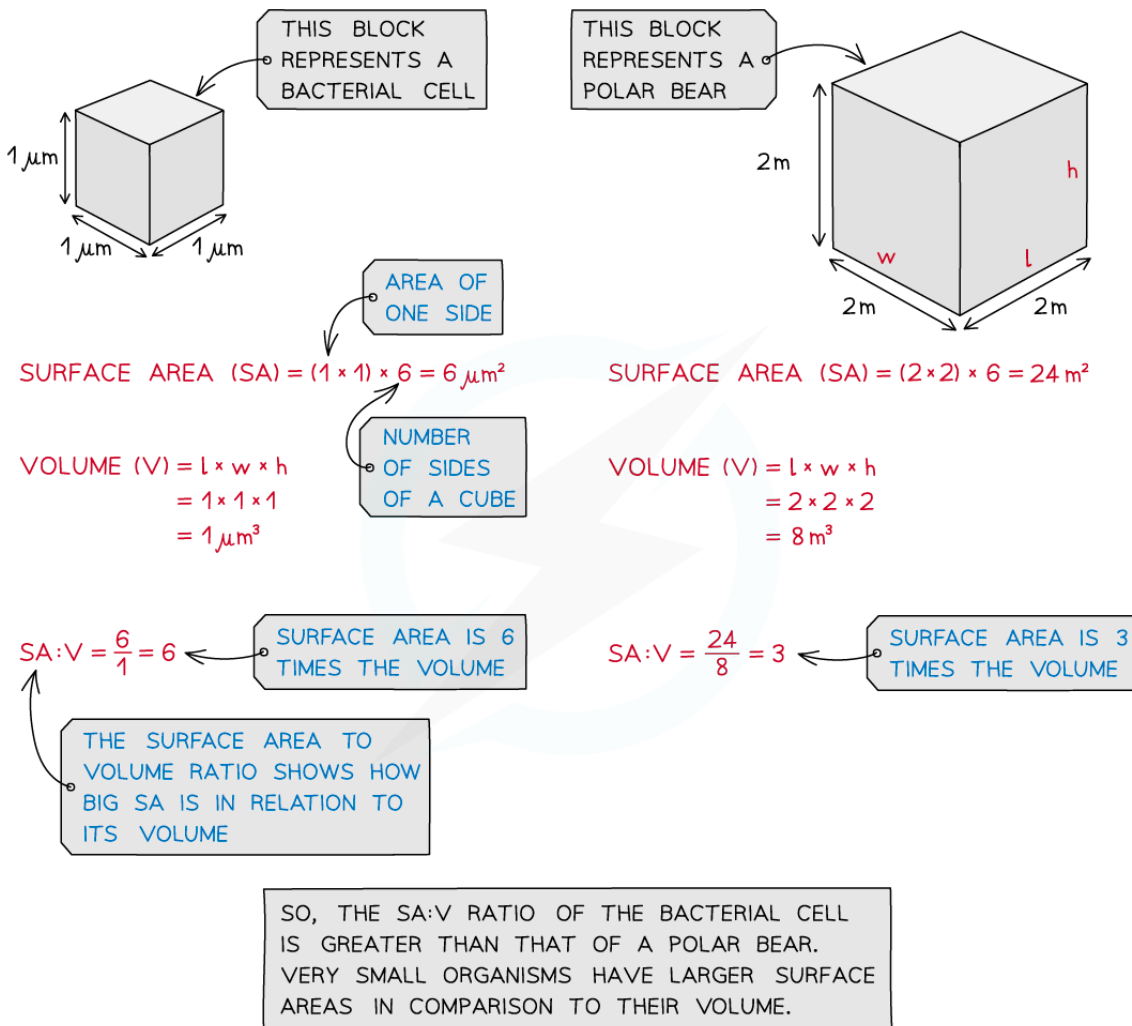 THIS BLOCK
REPRESENTS A
BACTERIAL CELL
THIS BLOCK
REPRESENTS A
POLAR BEAR
1 μm
1 μm
1 μm
2m
h
w
l
2m
2m
AREA OF
ONE SIDE
SURFACE AREA (SA) = (1 × 1) × 6 = 6 μm²
SURFACE AREA (SA) = (2 × 2) × 6 = 24 m²
NUMBER
OF SIDES
OF A CUBE
VOLUME (V) = l × w × h
= 1 × 1 × 1
= 1 μm³
VOLUME (V) = l × w × h
= 2 × 2 × 2
= 8 m³
SA:V = 6/1 = 6
SURFACE AREA IS 6
TIMES THE VOLUME
SA:V = 24/8 = 3
SURFACE AREA IS 3
TIMES THE VOLUME
THE SURFACE AREA TO
VOLUME RATIO SHOWS HOW
BIG SA IS IN RELATION TO
ITS VOLUME
SO, THE SA:V RATIO OF THE BACTERIAL CELL
IS GREATER THAN THAT OF A POLAR BEAR.
VERY SMALL ORGANISMS HAVE LARGER SURFACE
AREAS IN COMPARISON TO THEIR VOLUME.